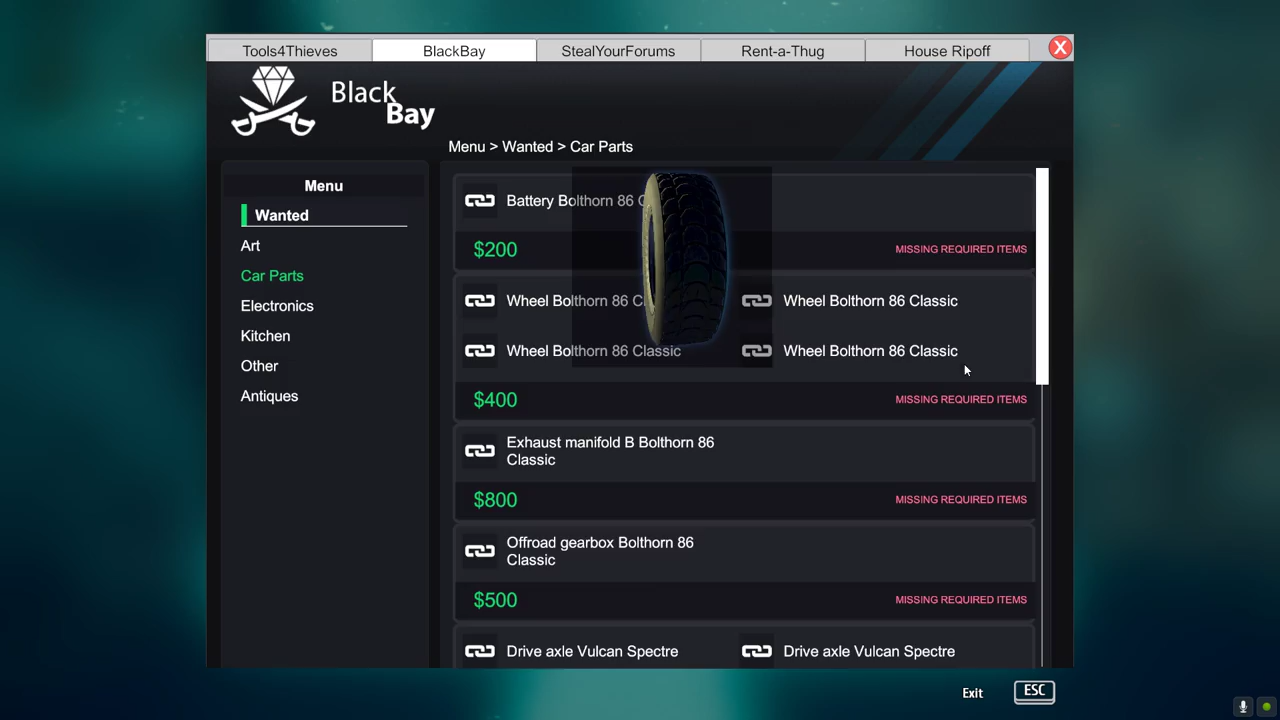 Tools4Thieves
BlackBay
StealYourForums
Rent-a-Thug
House Ripoff
X
Black
Bay
Menu > Wanted > Car Parts
Menu
Wanted
Art
Car Parts
Electronics
Kitchen
Other
Antiques
Battery Bolthorn 86 C
$200
MISSING REQUIRED ITEMS
Wheel Bolthorn 86 C
Wheel Bolthorn 86 Classic
Wheel Bolthorn 86 Classic
Wheel Bolthorn 86 Classic
$400
MISSING REQUIRED ITEMS
Exhaust manifold B Bolthorn 86
Classic
$800
MISSING REQUIRED ITEMS
Offroad gearbox Bolthorn 86
Classic
$500
MISSING REQUIRED ITEMS
Drive axle Vulcan Spectre
Drive axle Vulcan Spectre
Exit
ESC